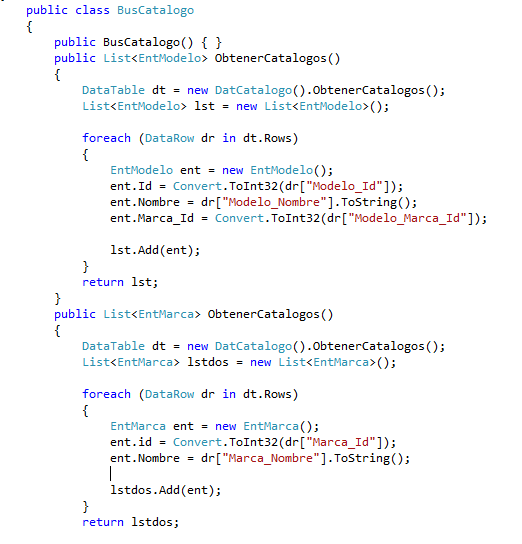 public class BusCatalogo
{
public BusCatalogo() { }
public List<EntModelo> ObtenerCatalogos()
{
DataTable dt = new DatCatalogo().ObtenerCatalogos();
List<EntModelo> lst = new List<EntModelo>();
foreach (DataRow dr in dt.Rows)
{
EntModelo ent = new EntModelo();
ent.Id = Convert.ToInt32(dr["Modelo_Id"]);
ent.Nombre = dr["Modelo_Nombre"].ToString();
ent.Marca_Id = Convert.ToInt32(dr["Modelo_Marca_Id"]);
lst.Add(ent);
}
return lst;
}
public List<EntMarca> ObtenerCatalogos()
{
DataTable dt = new DatCatalogo().ObtenerCatalogos();
List<EntMarca> lstdos = new List<EntMarca>();
foreach (DataRow dr in dt.Rows)
{
EntMarca ent = new EntMarca();
ent.id = Convert.ToInt32(dr["Marca_Id"]);
ent.Nombre = dr["Marca_Nombre"].ToString();
lstdos.Add(ent);
}
return lstdos;